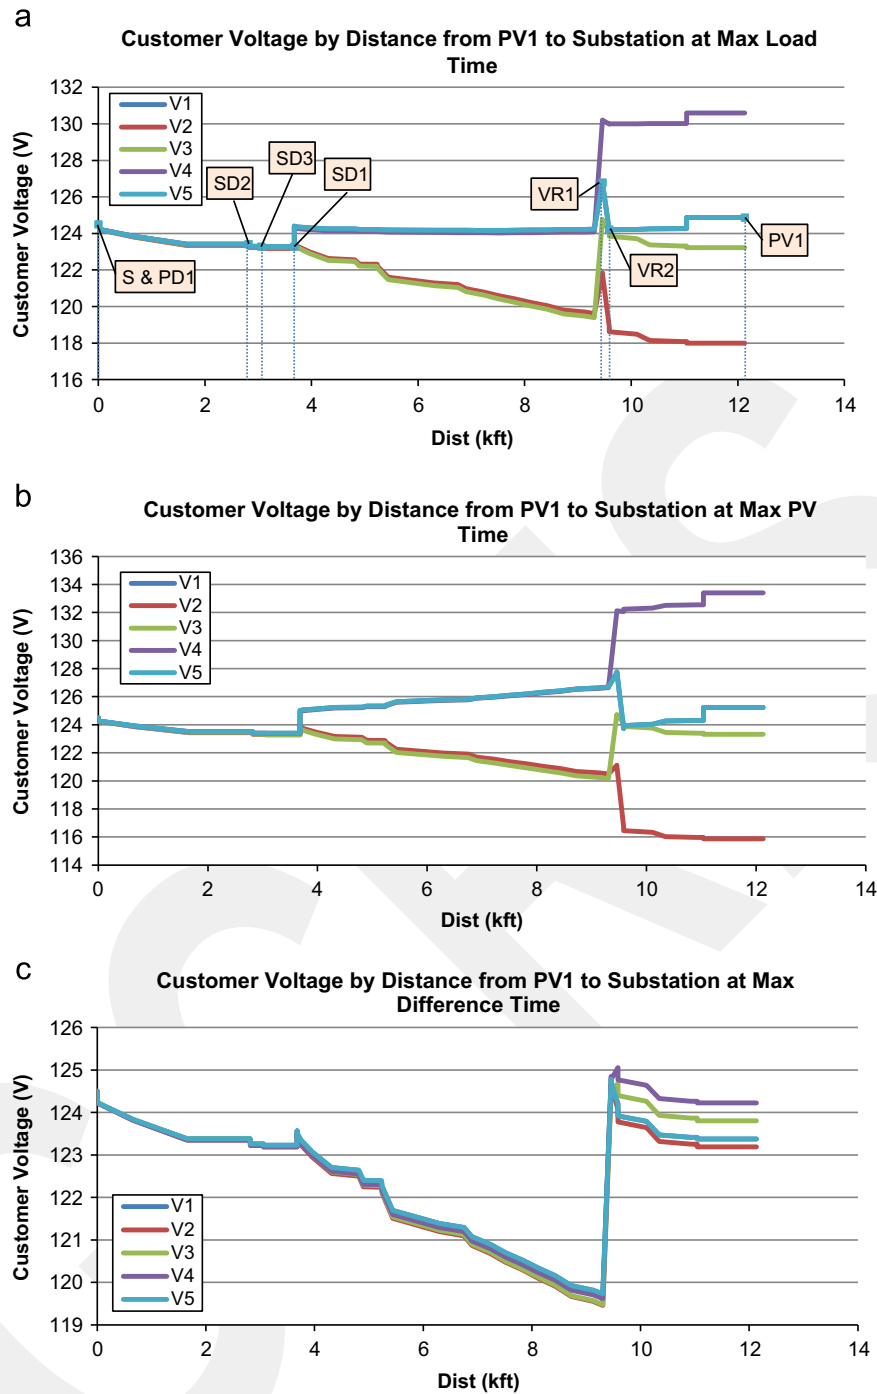 a
Customer Voltage by Distance from PV1 to Substation at Max Load
Time
132
130
128
126
124
122
120
118
116
Customer Voltage (V)
V1
V2
V3
V4
V5
SD2
SD3
SD1
VR1
VR2
PV1
S & PD1
0 2 4 6 8 10 12 14
Dist (kft)
b
Customer Voltage by Distance from PV1 to Substation at Max PV
Time
136
134
132
130
128
126
124
122
120
118
116
114
Customer Voltage (V)
V1
V2
V3
V4
V5
0 2 4 6 8 10 12 14
Dist (kft)
c
Customer Voltage by Distance from PV1 to Substation at Max
Difference Time
126
125
124
123
122
121
120
119
Customer Voltage (V)
V1
V2
V3
V4
V5
0 2 4 6 8 10 12 14
Dist (kft)